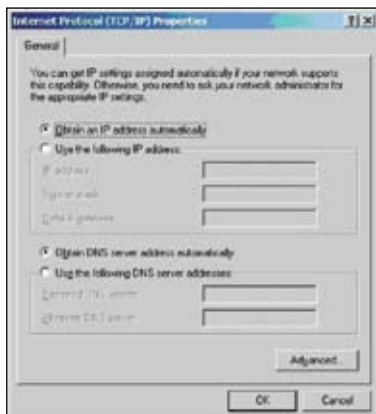 Internet Protocol (TCP/IP) Properties
General
You can get IP settings assigned automatically if your network supports
this capability. Otherwise, you need to ask your network administrator for
the appropriate IP settings.
Obtain an IP address automatically
Use the following IP address:
IP address:
Subnet mask:
Default gateway:
Obtain DNS server address automatically
Use the following DNS server addresses:
Preferred DNS server:
Alternate DNS server:
Advanced...
OK
Cancel